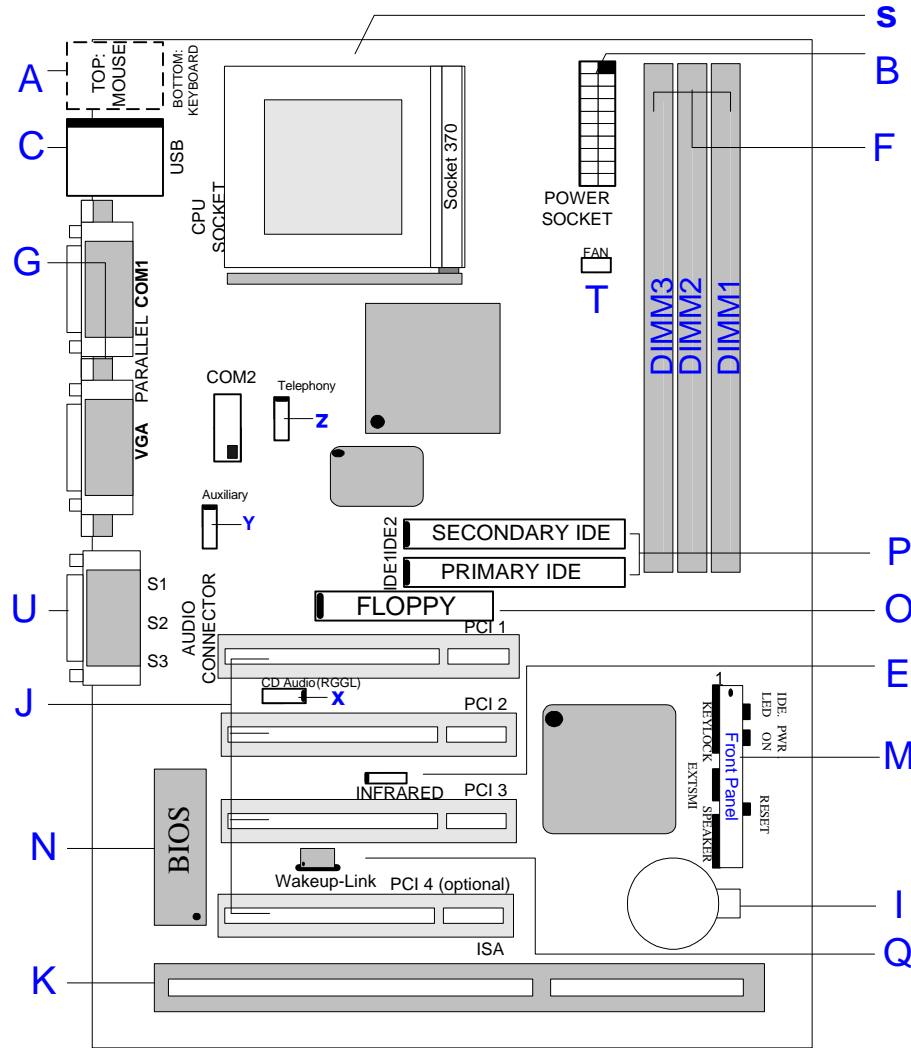 s
A
TOP:
MOUSE
BOTTOM:
KEYBOARD
B
C
USB
CPU
SOCKET
Socket 370
POWER
SOCKET
F
FAN
T
G
COM1
PARALLEL
VGA
DIMM3
DIMM2
DIMM1
COM2
Telephony
Z
Auxiliary
Y
IDE1IDE2
SECONDARY IDE
PRIMARY IDE
P
FLOPPY
O
U
S1
S2
S3
AUDIO
CONNECTOR
PCI 1
E
J
CD Audio(RGGL)
X
PCI 2
1
KEYLOCK
EXTSMI
SPEAKER
Front Panel
IDE. PWR
LED ON
RESET
M
INFRARED
PCI 3
N
BIOS
Wakeup-Link
PCI 4 (optional)
I
ISA
Q
K